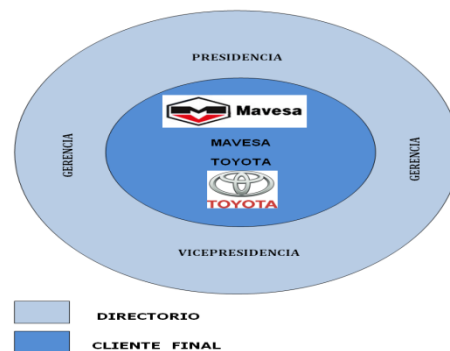 PRESIDENCIA
Mavesa
GERENCIA
MAVESA
TOYOTA
GERENCIA
TOYOTA
VICEPRESIDENCIA
DIRECTORIO
CLIENTE FINAL